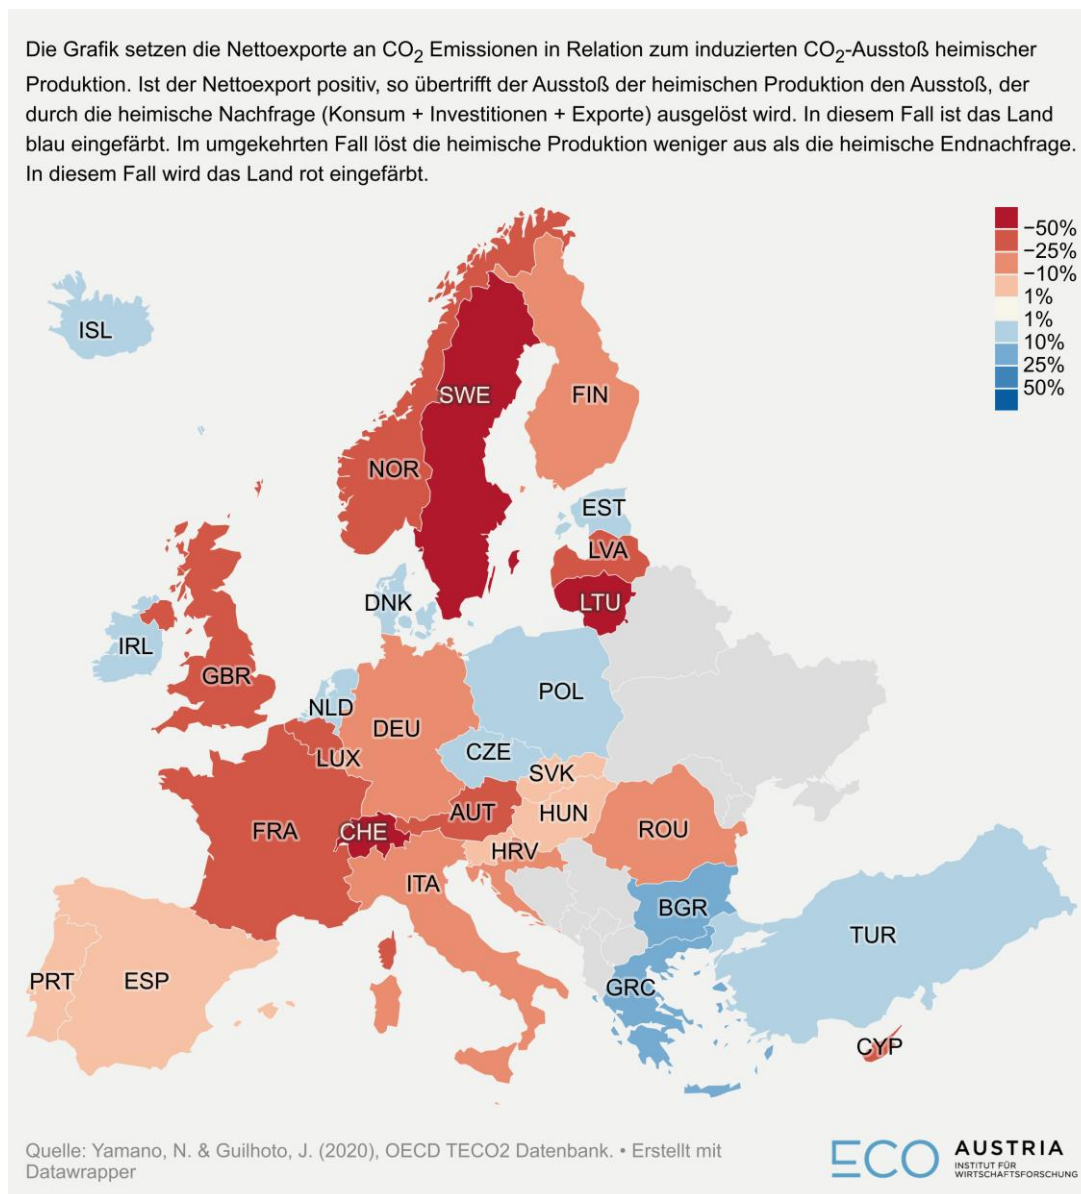 Die Grafik setzen die Nettoexporte an CO₂ Emissionen in Relation zum induzierten CO₂-Ausstoß heimischer
Produktion. Ist der Nettoexport positiv, so übertrifft der Ausstoß der heimischen Produktion den Ausstoß, der
durch die heimische Nachfrage (Konsum + Investitionen + Exporte) ausgelöst wird. In diesem Fall ist das Land
blau eingefärbt. Im umgekehrten Fall löst die heimische Produktion weniger aus als die heimische Endnachfrage.
In diesem Fall wird das Land rot eingefärbt.
−50%
−25%
−10%
1%
1%
10%
25%
50%
ISL
SWE
FIN
NOR
EST
LVA
DNK
LTU
IRL
GBR
POL
NLD
DEU
CZE
LUX
SVK
AUT
HUN
FRA
CHE
ROU
HRV
ITA
BGR
TUR
PRT
ESP
GRC
CYP
Quelle: Yamano, N. & Guilhoto, J. (2020), OECD TECO2 Datenbank. • Erstellt mit
Datawrapper
ECO AUSTRIA
INSTITUT FÜR
WIRTSCHAFTSFORSCHUNG